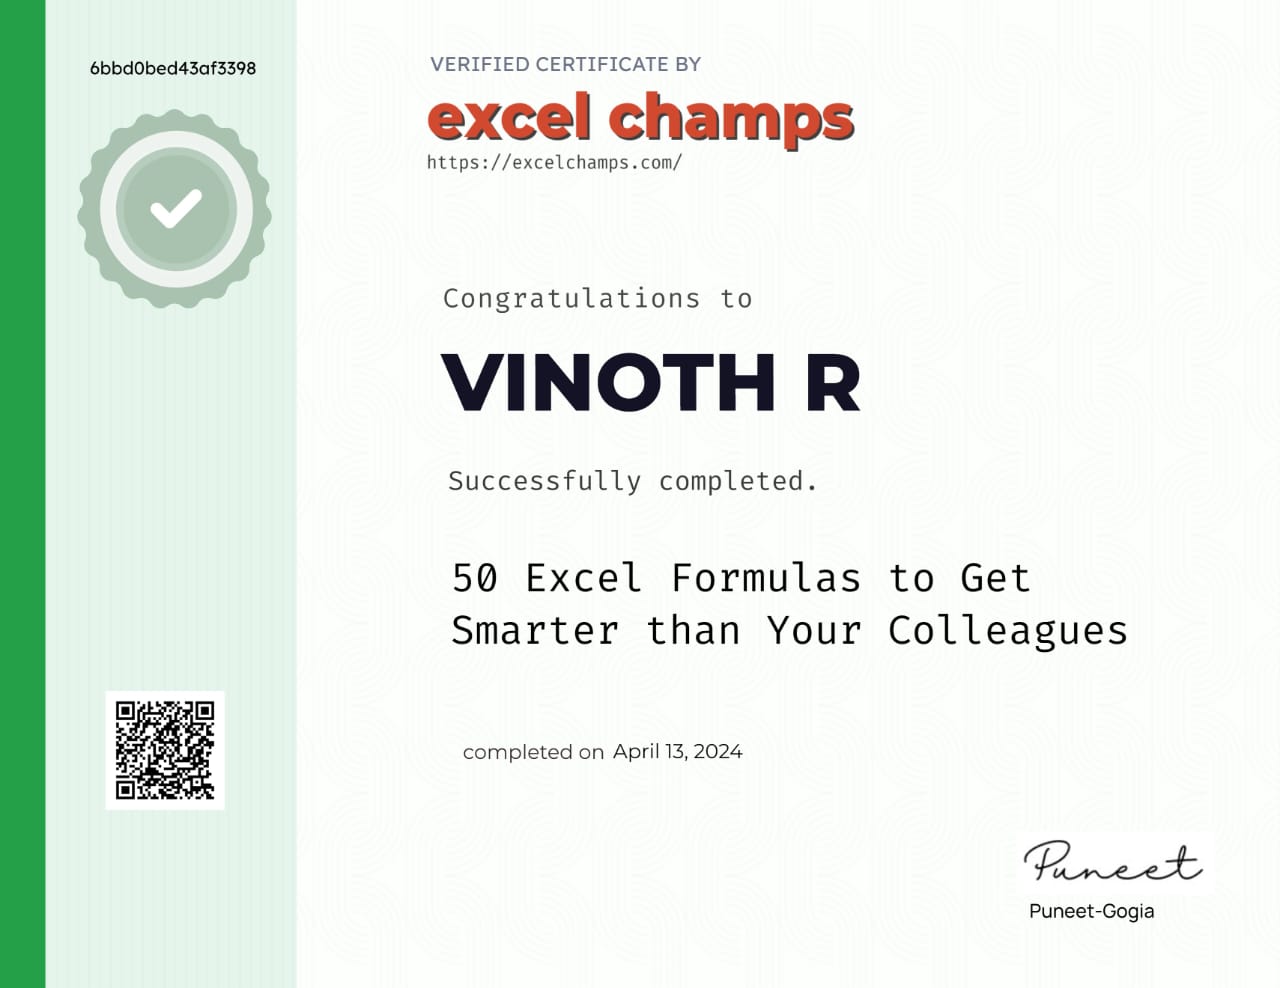 6bbd0bed43af3398
VERIFIED CERTIFICATE BY
excel champs
https://excelchamps.com/
Congratulations to
VINOTH R
Successfully completed.
50 Excel Formulas to Get
Smarter than Your Colleagues
completed on April 13, 2024
Puneet
Puneet-Gogia